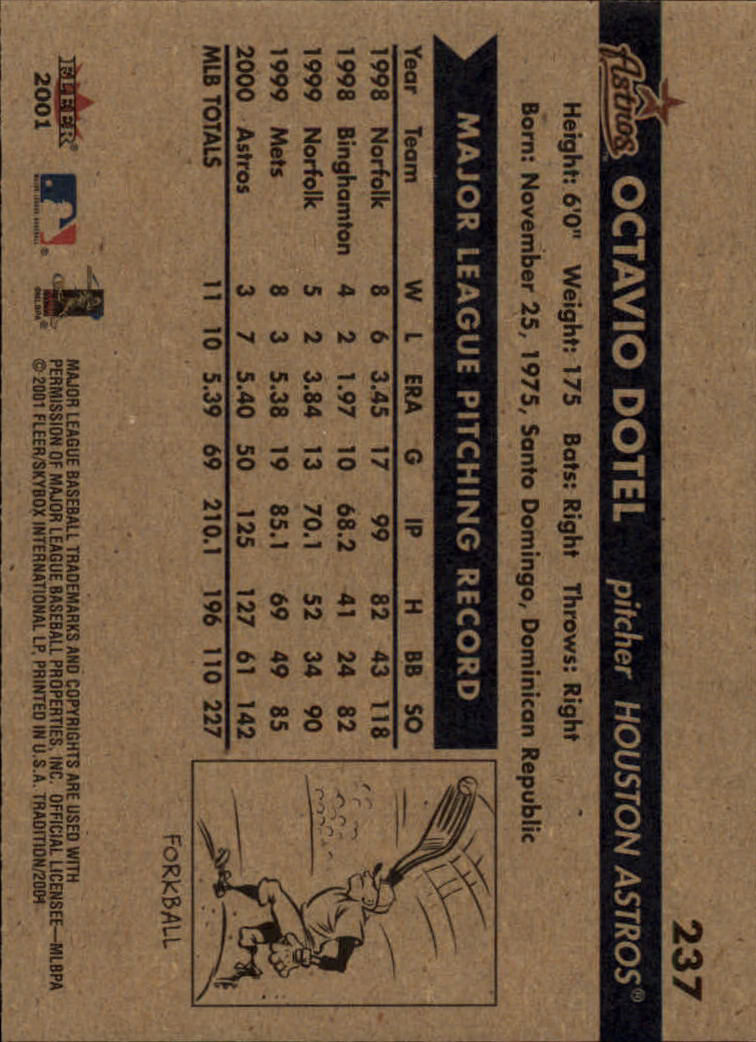 237
Astros OCTAVIO DOTEL pitcher HOUSTON ASTROS®
Height: 6'0" Weight: 175 Bats: Right Throws: Right
Born: November 25, 1975, Santo Domingo, Dominican Republic
MAJOR LEAGUE PITCHING RECORD
Year Team W L ERA G IP H BB SO
1998 Norfolk 8 6 3.45 17 99 82 43 118
1998 Binghamton 4 2 1.97 10 68.2 41 24 82
1999 Norfolk 5 2 3.84 13 70.1 52 34 90
1999 Mets 8 3 5.38 19 85.1 69 49 85
2000 Astros 3 7 5.40 50 125 127 61 142
MLB TOTALS 11 10 5.39 69 210.1 196 110 227
FORKBALL
FLEER®
2001
MAJOR LEAGUE BASEBALL ®
MLBPA ®
MAJOR LEAGUE BASEBALL TRADEMARKS AND COPYRIGHTS ARE USED WITH
PERMISSION OF MAJOR LEAGUE BASEBALL PROPERTIES, INC. OFFICIAL LICENSEE—MLBPA
© 2001 FLEER/SKYBOX INTERNATIONAL LP, PRINTED IN U.S.A. TRADITION/2001